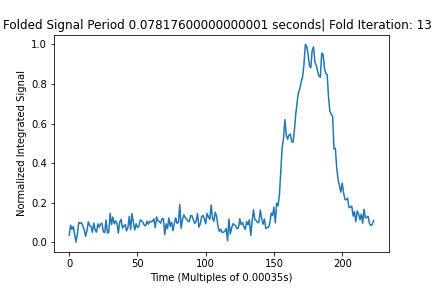 Folded Signal Period 0.07817600000000001 seconds| Fold Iteration: 13
1.0
0.8
0.6
0.4
0.2
0.0
Normalized Integrated Signal
0 50 100 150 200
Time (Multiples of 0.00035s)